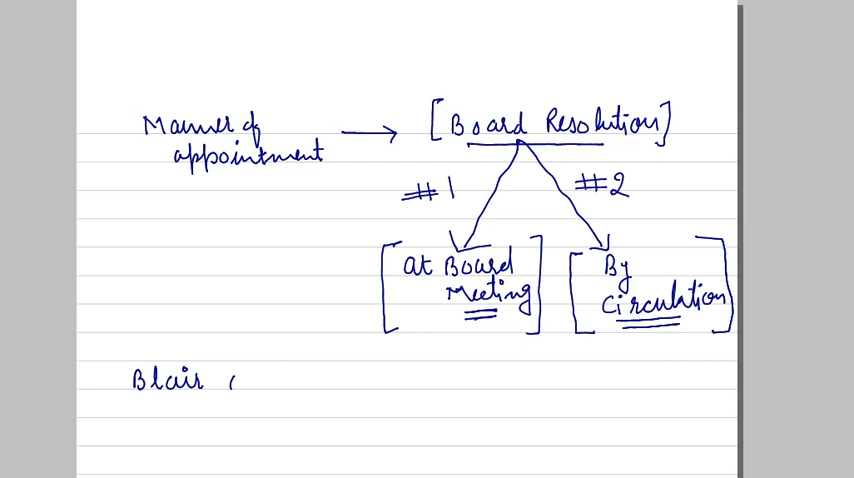 Manner of
appointment
[Board Resolution]
#1
#2
[at Board
Meeting]
[By
Circulation]
Blair (